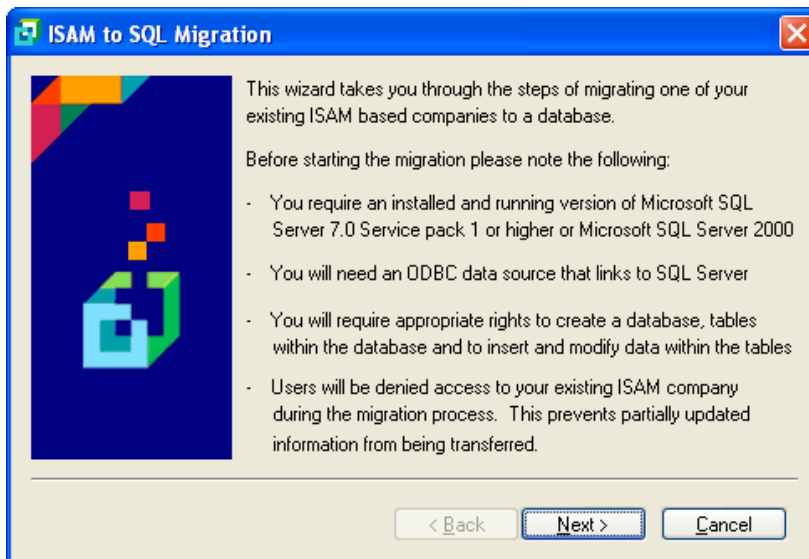 ISAM to SQL Migration
This wizard takes you through the steps of migrating one of your
existing ISAM based companies to a database.
Before starting the migration please note the following:
- You require an installed and running version of Microsoft SQL
Server 7.0 Service pack 1 or higher or Microsoft SQL Server 2000
- You will need an ODBC data source that links to SQL Server
- You will require appropriate rights to create a database, tables
within the database and to insert and modify data within the tables
- Users will be denied access to your existing ISAM company
during the migration process. This prevents partially updated
information from being transferred.
< Back Next > Cancel